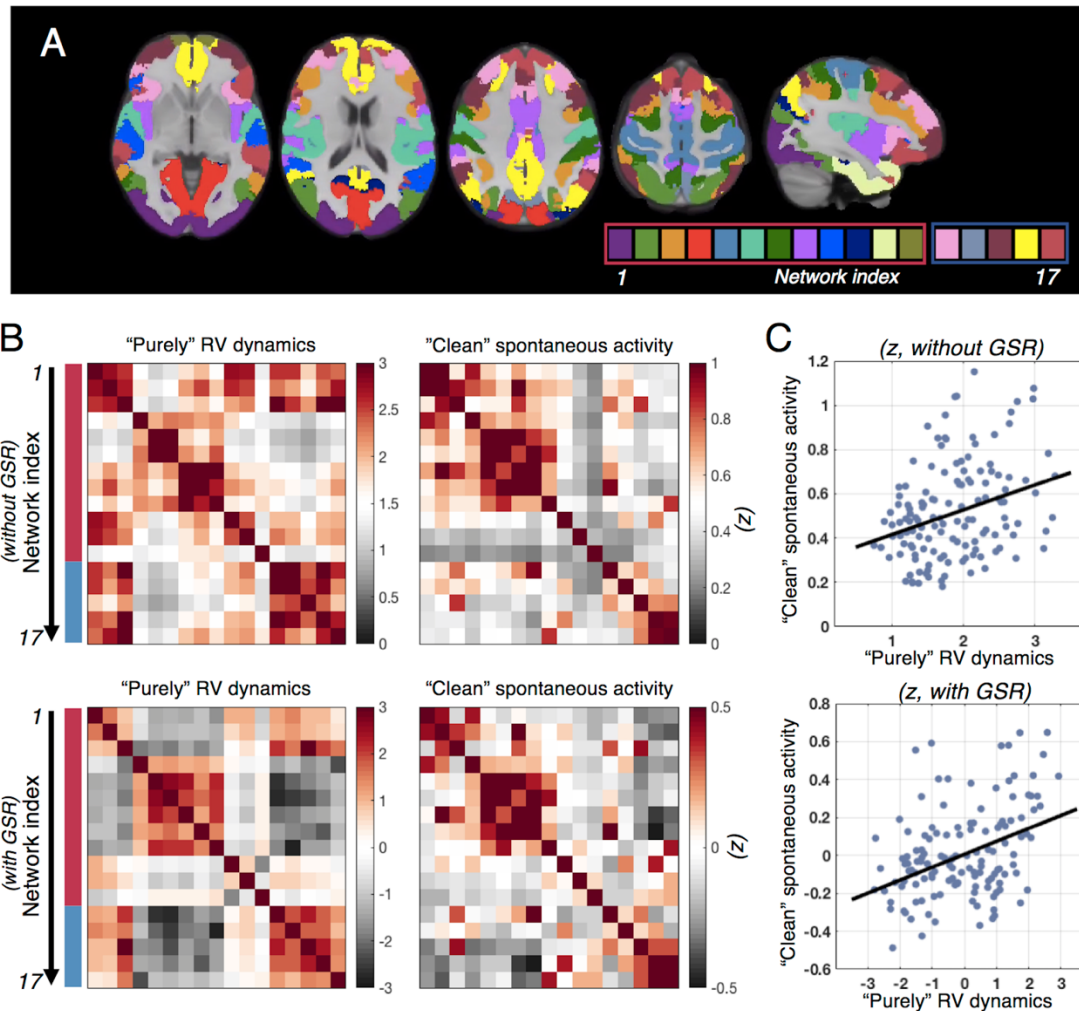 A
1 Network index 17
B
“Purely” RV dynamics
”Clean” spontaneous activity
1
(without GSR)
Network index
17
3
2.5
2
1.5
1
0.5
0
1
0.8
0.6
0.4
0.2
0
(z)
“Purely” RV dynamics
“Clean” spontaneous activity
1
(with GSR)
Network index
17
3
2
1
0
-1
-2
-3
0.5
0
-0.5
(z)
C
(z, without GSR)
“Clean” spontaneous activity
1.2
1
0.8
0.6
0.4
0.2
0
1 2 3
“Purely” RV dynamics
(z, with GSR)
“Clean” spontaneous activity
0.8
0.6
0.4
0.2
0
-0.2
-0.4
-0.6
-3 -2 -1 0 1 2 3
“Purely” RV dynamics